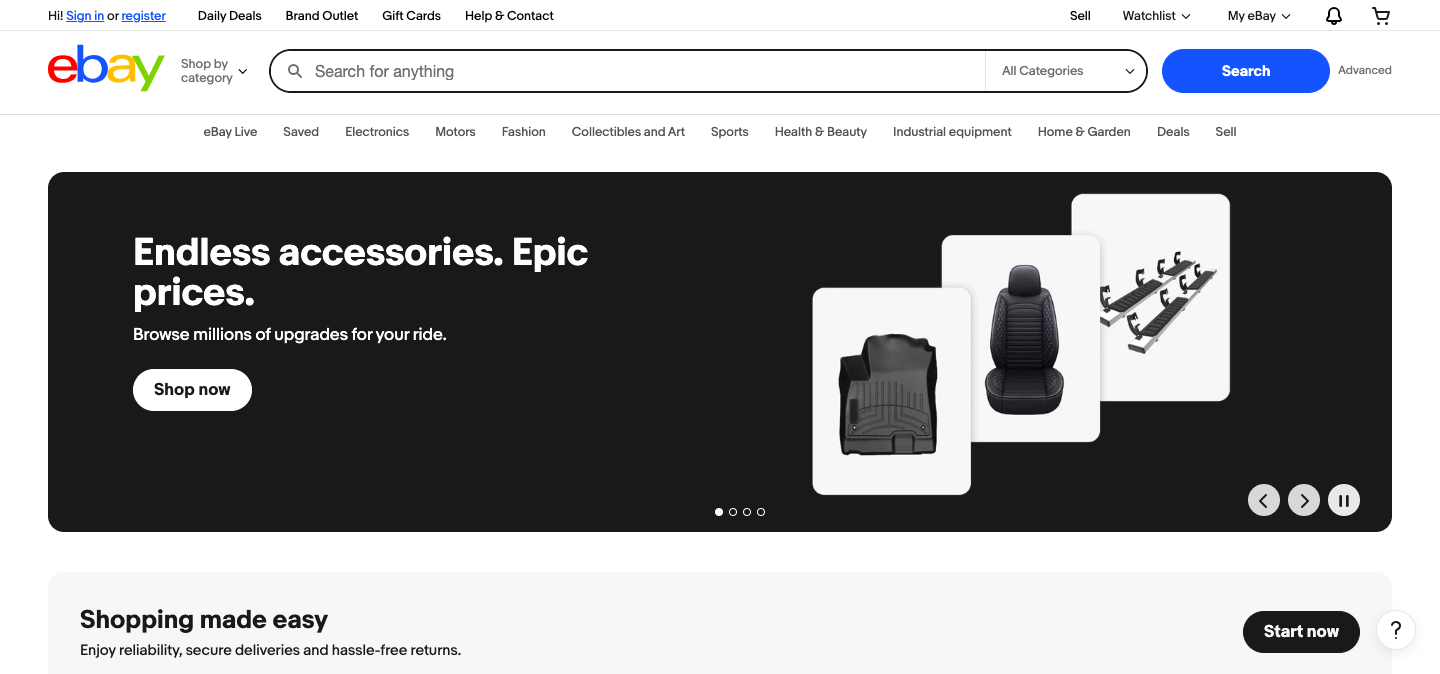 Hi! Sign in or register Daily Deals Brand Outlet Gift Cards Help & Contact Sell Watchlist My eBay
ebay
Shop by
category
Search for anything All Categories Search Advanced
eBay Live Saved Electronics Motors Fashion Collectibles and Art Sports Health & Beauty Industrial equipment Home & Garden Deals Sell
Endless accessories. Epic
prices.
Browse millions of upgrades for your ride.
Shop now
Shopping made easy
Enjoy reliability, secure deliveries and hassle-free returns.
Start now
?